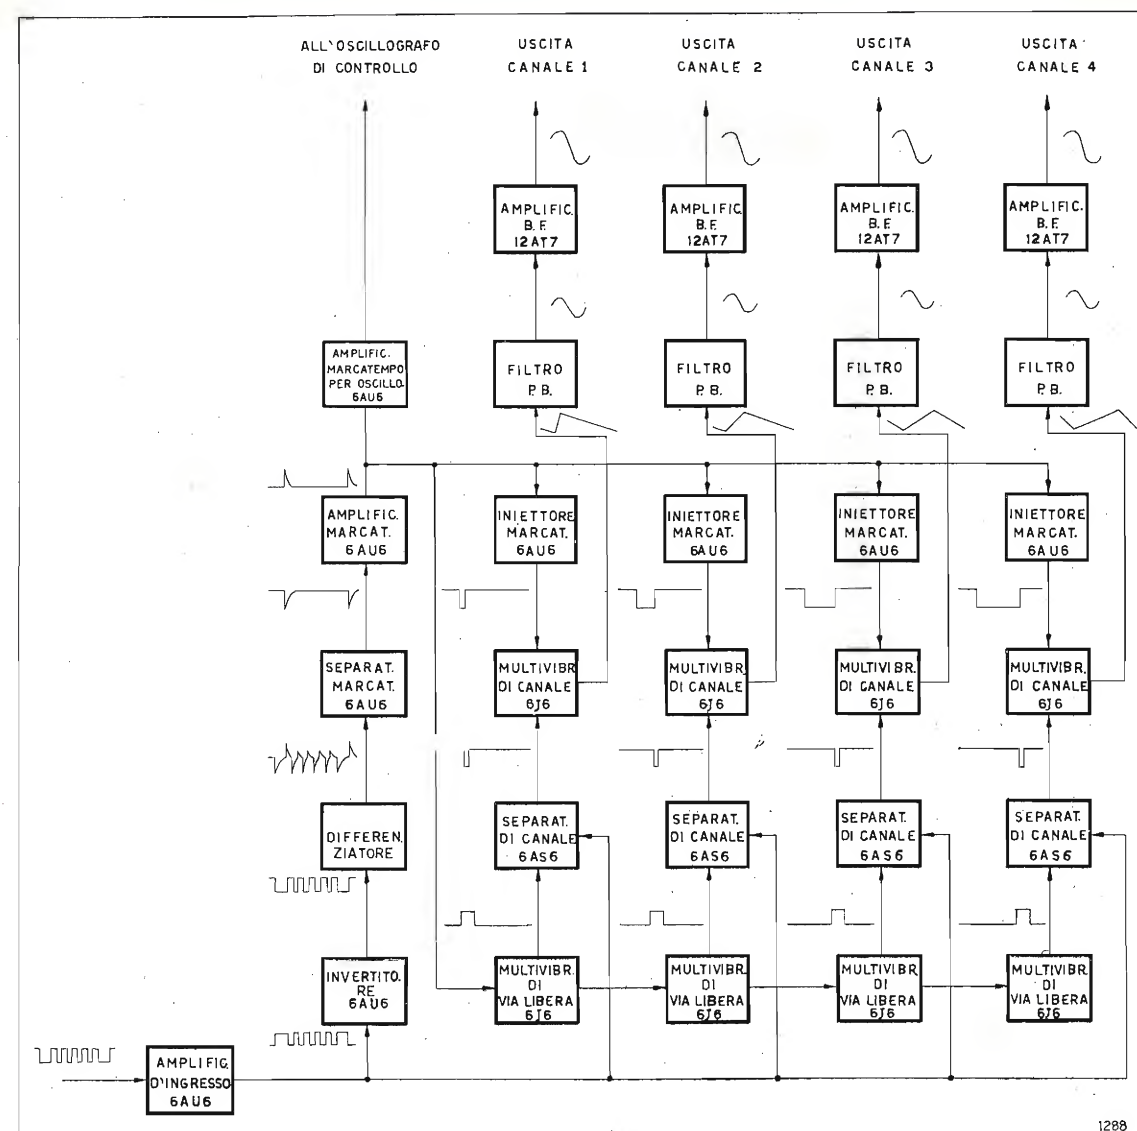 ALL'OSCILLOGRAFO
DI CONTROLLO
USCITA
CANALE 1
USCITA
CANALE 2
USCITA
CANALE 3
USCITA
CANALE 4
AMPLIFIC.
B. F.
12AT7
AMPLIFIC.
B. F.
12AT7
AMPLIFIC.
B. F.
12AT7
AMPLIFIC.
B. F.
12AT7
AMPLIFIC.
MARCATEMPO
PER OSCILLO.
6AU6
FILTRO
P. B.
FILTRO
P. B.
FILTRO
P. B.
FILTRO
P. B.
AMPLIFIC.
MARCAT.
6AU6
INIETTORE
MARCAT.
6AU6
INIETTORE
MARCAT.
6AU6
INIETTORE
MARCAT.
6AU6
INIETTORE
MARCAT.
6AU6
SEPARAT.
MARCAT.
6AU6
MULTIVIBR.
DI CANALE
6J6
MULTIVIBR.
DI CANALE
6J6
MULTIVIBR.
DI CANALE
6J6
MULTIVIBR.
DI CANALE
6J6
DIFFEREN.
ZIATORE
SEPARAT.
DI CANALE
6AS6
SEPARAT.
DI CANALE
6AS6
SEPARAT.
DI CANALE
6AS6
SEPARAT.
DI CANALE
6AS6
INVERTITO.
RE
6AU6
MULTIVIBR.
DI
VIA LIBERA
6J6
MULTIVIBR.
DI
VIA LIBERA
6J6
MULTIVIBR.
DI
VIA LIBERA
6J6
MULTIVIBR.
DI
VIA LIBERA
6J6
AMPLIFIC.
D'INGRESSO
6AU6
1288